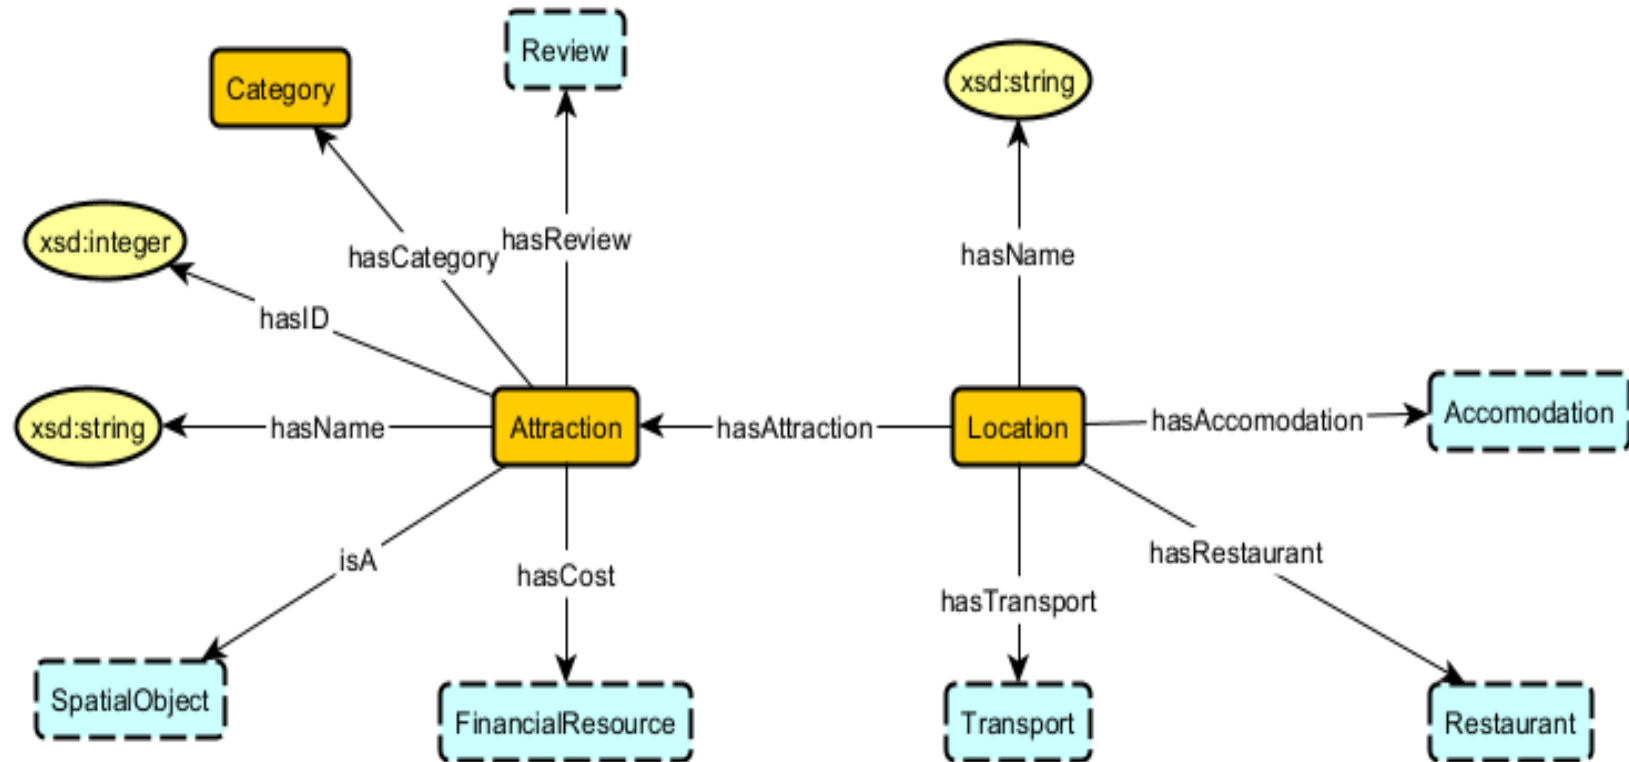 Review
Category
xsd:string
xsd:integer
hasReview
hasCategory
hasName
hasID
xsd:string
hasName
Attraction
hasAttraction
Location
hasAccomodation
Accomodation
isA
hasCost
hasRestaurant
hasTransport
SpatialObject
FinancialResource
Transport
Restaurant